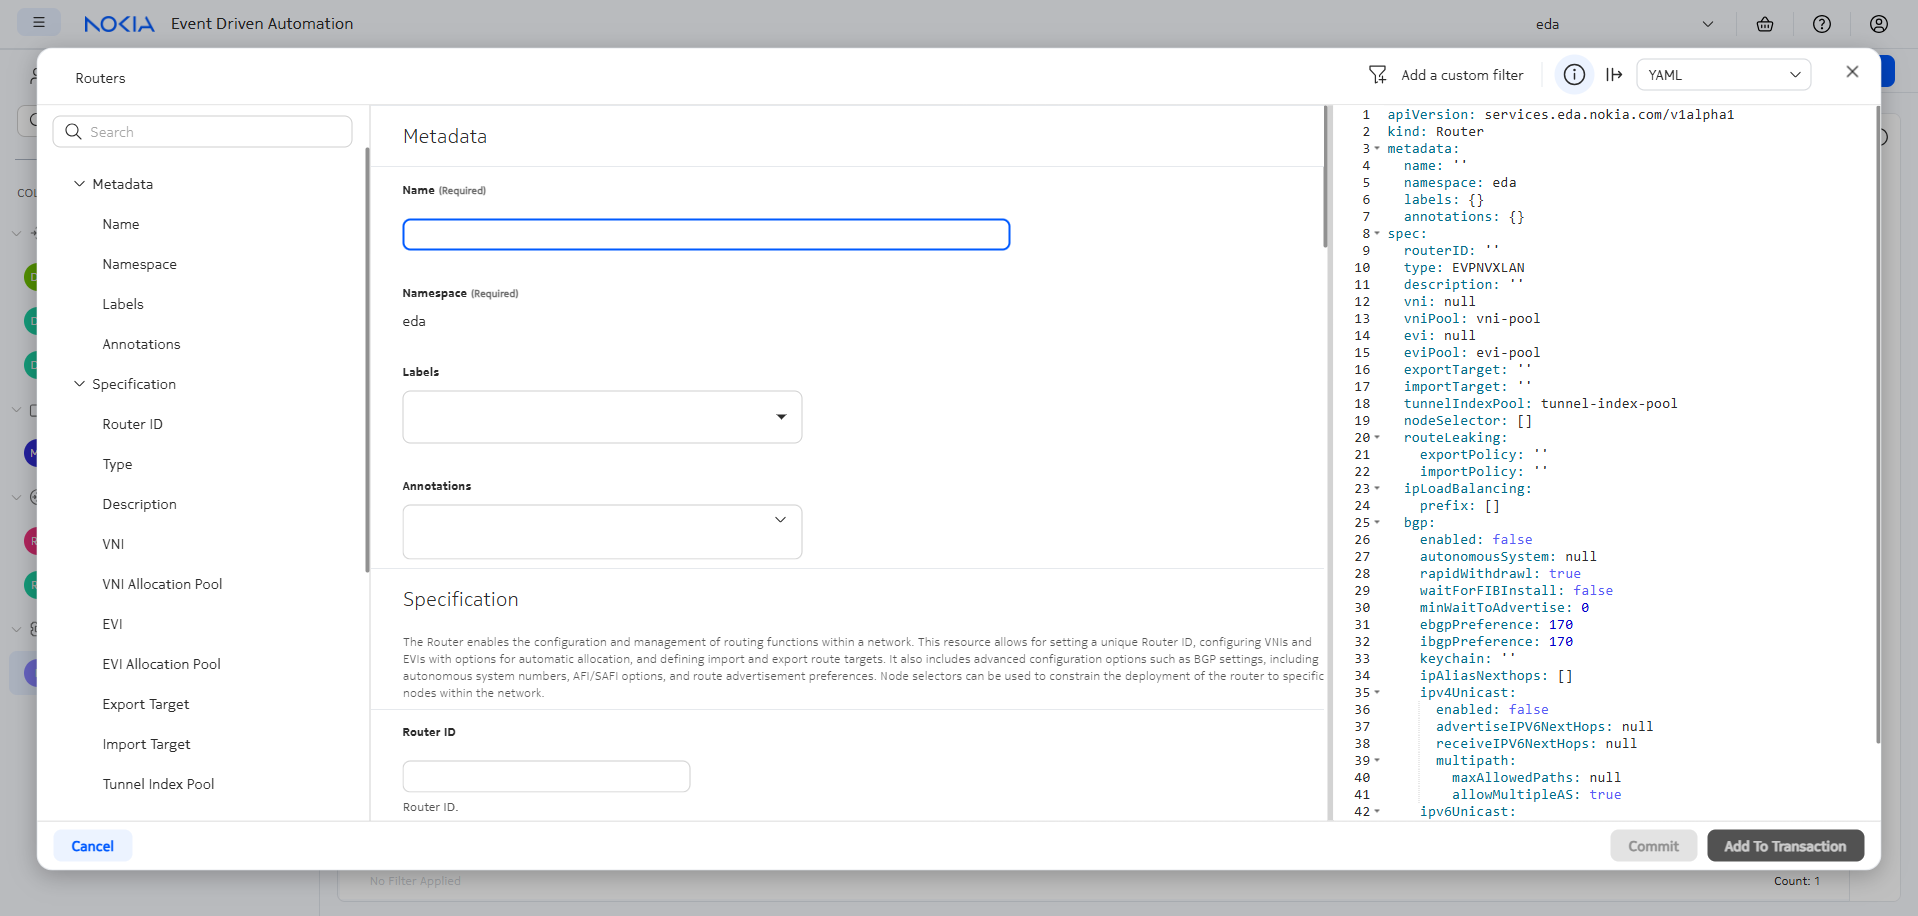 NOKIA Event Driven Automation
eda
Routers
Add a custom filter
YAML
Search
Metadata
Name
Namespace
Labels
Annotations
Specification
Router ID
Type
Description
VNI
VNI Allocation Pool
EVI
EVI Allocation Pool
Export Target
Import Target
Tunnel Index Pool
Metadata
Name (Required)
Namespace (Required)
eda
Labels
Annotations
Specification
The Router enables the configuration and management of routing functions within a network. This resource allows for setting a unique Router ID, configuring VNIs and
EVIs with options for automatic allocation, and defining import and export route targets. It also includes advanced configuration options such as BGP settings, including
autonomous system numbers, AFI/SAFI options, and route advertisement preferences. Node selectors can be used to constrain the deployment of the router to specific
nodes within the network.
Router ID
Router ID.
1 apiVersion: services.eda.nokia.com/v1alpha1
2 kind: Router
3 metadata:
4 name: ''
5 namespace: eda
6 labels: {}
7 annotations: {}
8 spec:
9 routerID: ''
10 type: EVPNVXLAN
11 description: ''
12 vni: null
13 vniPool: vni-pool
14 evi: null
15 eviPool: evi-pool
16 exportTarget: ''
17 importTarget: ''
18 tunnelIndexPool: tunnel-index-pool
19 nodeSelector: []
20 routeLeaking:
21 exportPolicy: ''
22 importPolicy: ''
23 ipLoadBalancing:
24 prefix: []
25 bgp:
26 enabled: false
27 autonomousSystem: null
28 rapidWithdrawl: true
29 waitForFIBInstall: false
30 minWaitToAdvertise: 0
31 ebgpPreference: 170
32 ibgpPreference: 170
33 keychain: ''
34 ipAliasNexthops: []
35 ipv4Unicast:
36 enabled: false
37 advertiseIPV6NextHops: null
38 receiveIPV6NextHops: null
39 multipath:
40 maxAllowedPaths: null
41 allowMultipleAS: true
42 ipv6Unicast:
Cancel
Commit
Add To Transaction
No Filter Applied
Count: 1